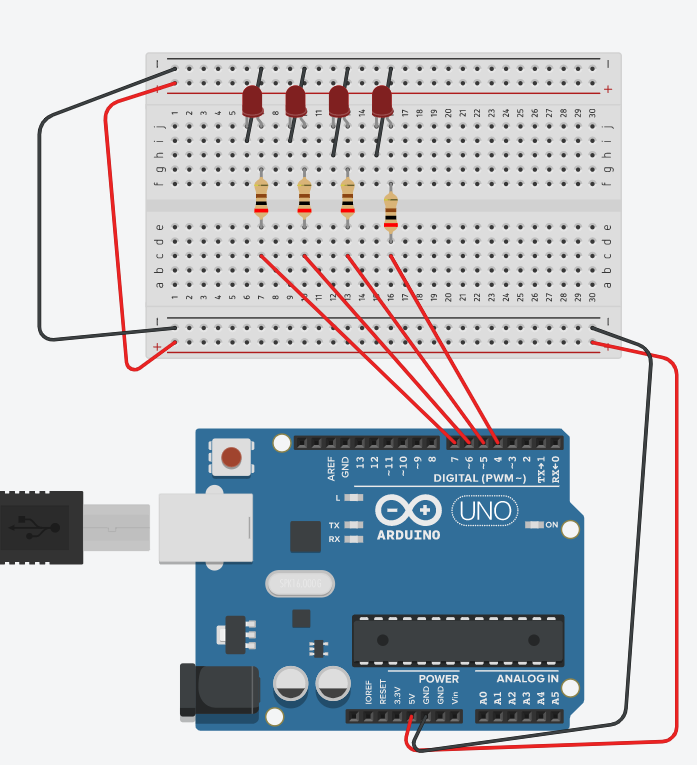 − −
+ +
1 2 3 4 5 6 7 8 9 10 11 12 13 14 15 16 17 18 19 20 21 22 23 24 25 26 27 28 29 30
j j
i i
h h
g g
f f
e e
d d
c c
b b
a a
1 2 3 4 5 6 7 8 9 10 11 12 13 14 15 16 17 18 19 20 21 22 23 24 25 26 27 28 29 30
− −
+ +
AREF GND 13 12 ~11 ~10 ~9 8 7 ~6 ~5 4 ~3 2 TX→1 RX←0
DIGITAL (PWM~)
L
TX
RX
UNO
ON
ARDUINO
POWER ANALOG IN
IOREF RESET 3.3V 5V GND GND Vin A0 A1 A2 A3 A4 A5